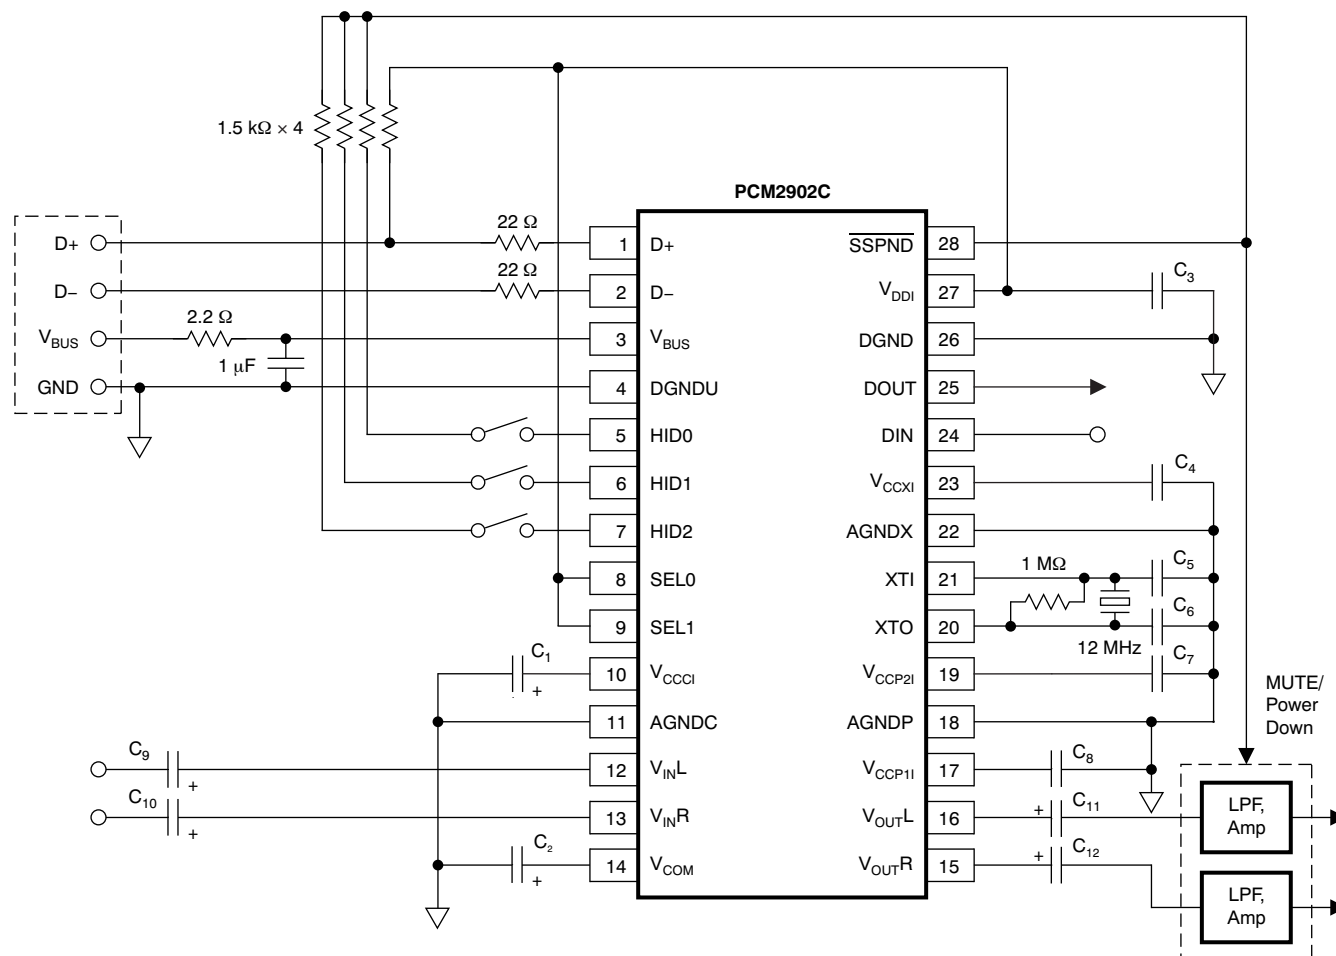 1.5 kΩ × 4
PCM2902C
22 Ω
D+
1
D+
SSPND
28
C3
22 Ω
D–
2
D–
VDDI
27
2.2 Ω
VBUS
3
VBUS
DGND
26
1 μF
GND
4
DGNDU
DOUT
25
5
HID0
DIN
24
C4
6
HID1
VCCXI
23
7
HID2
AGNDX
22
1 MΩ
C5
8
SEL0
XTI
21
C6
9
SEL1
XTO
20
12 MHz
C7
C1
+
10
VCCCI
VCCP2I
19
MUTE/
Power
Down
11
AGNDC
AGNDP
18
C9
+
12
VINL
VCCP1I
17
C8
C10
+
13
VINR
VOUTL
16
+
C11
LPF,
Amp
C2
+
14
VCOM
VOUTR
15
+
C12
LPF,
Amp